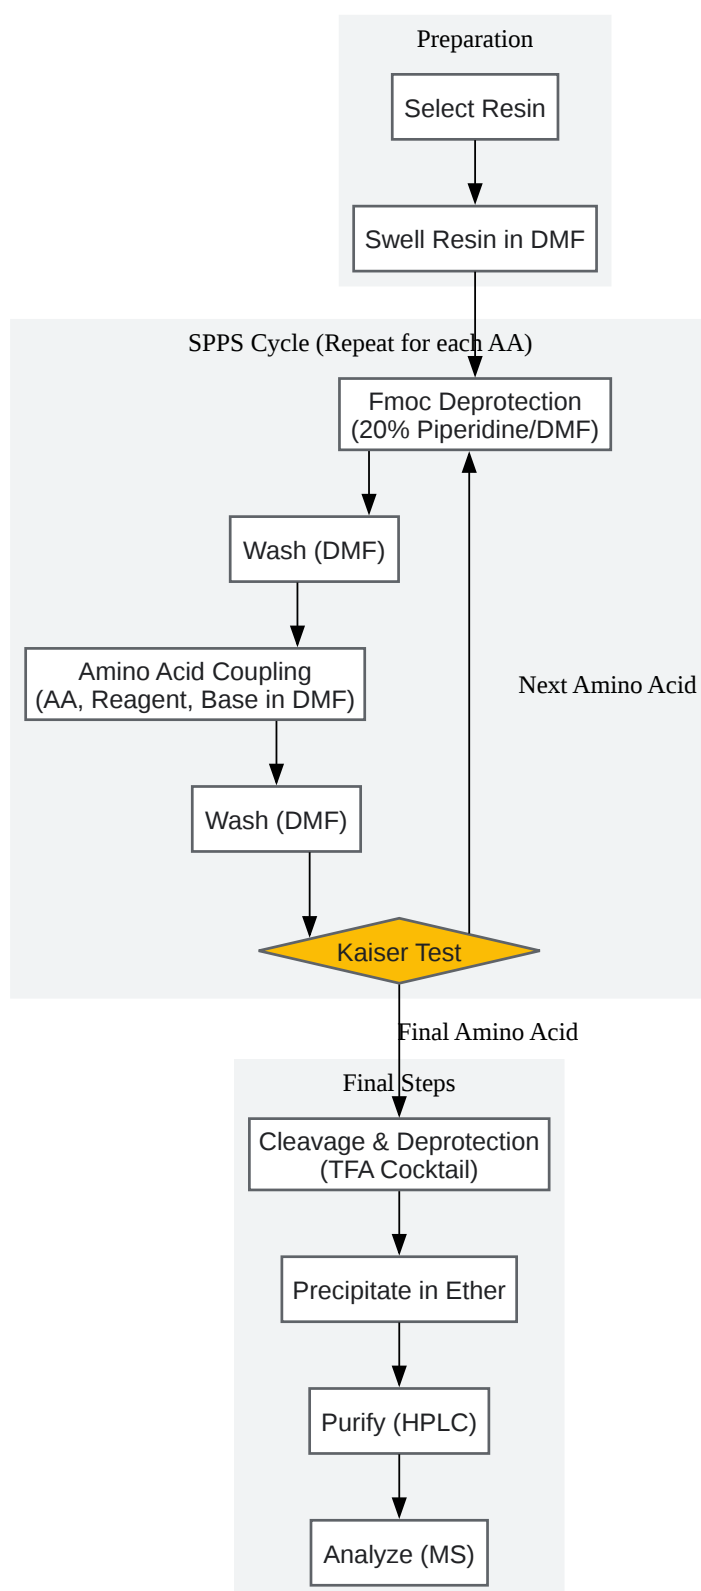 Preparation
Select Resin
Swell Resin in DMF
SPPS Cycle (Repeat for each AA)
Fmoc Deprotection
(20% Piperidine/DMF)
Wash (DMF)
Amino Acid Coupling
(AA, Reagent, Base in DMF)
Next Amino Acid
Wash (DMF)
Kaiser Test
Final Amino Acid
Final Steps
Cleavage & Deprotection
(TFA Cocktail)
Precipitate in Ether
Purify (HPLC)
Analyze (MS)